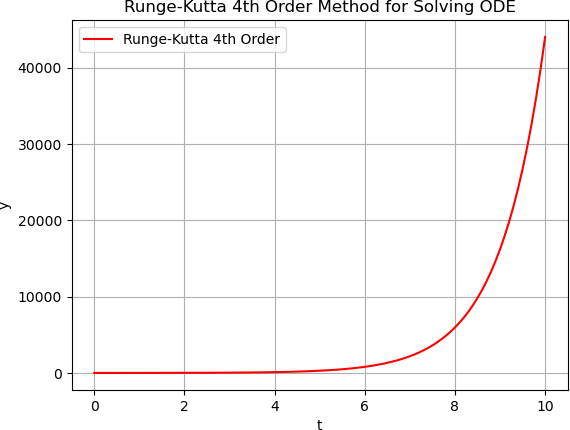 Runge-Kutta 4th Order Method for Solving ODE
Runge-Kutta 4th Order
40000
30000
20000
10000
0
y
0 2 4 6 8 10
t